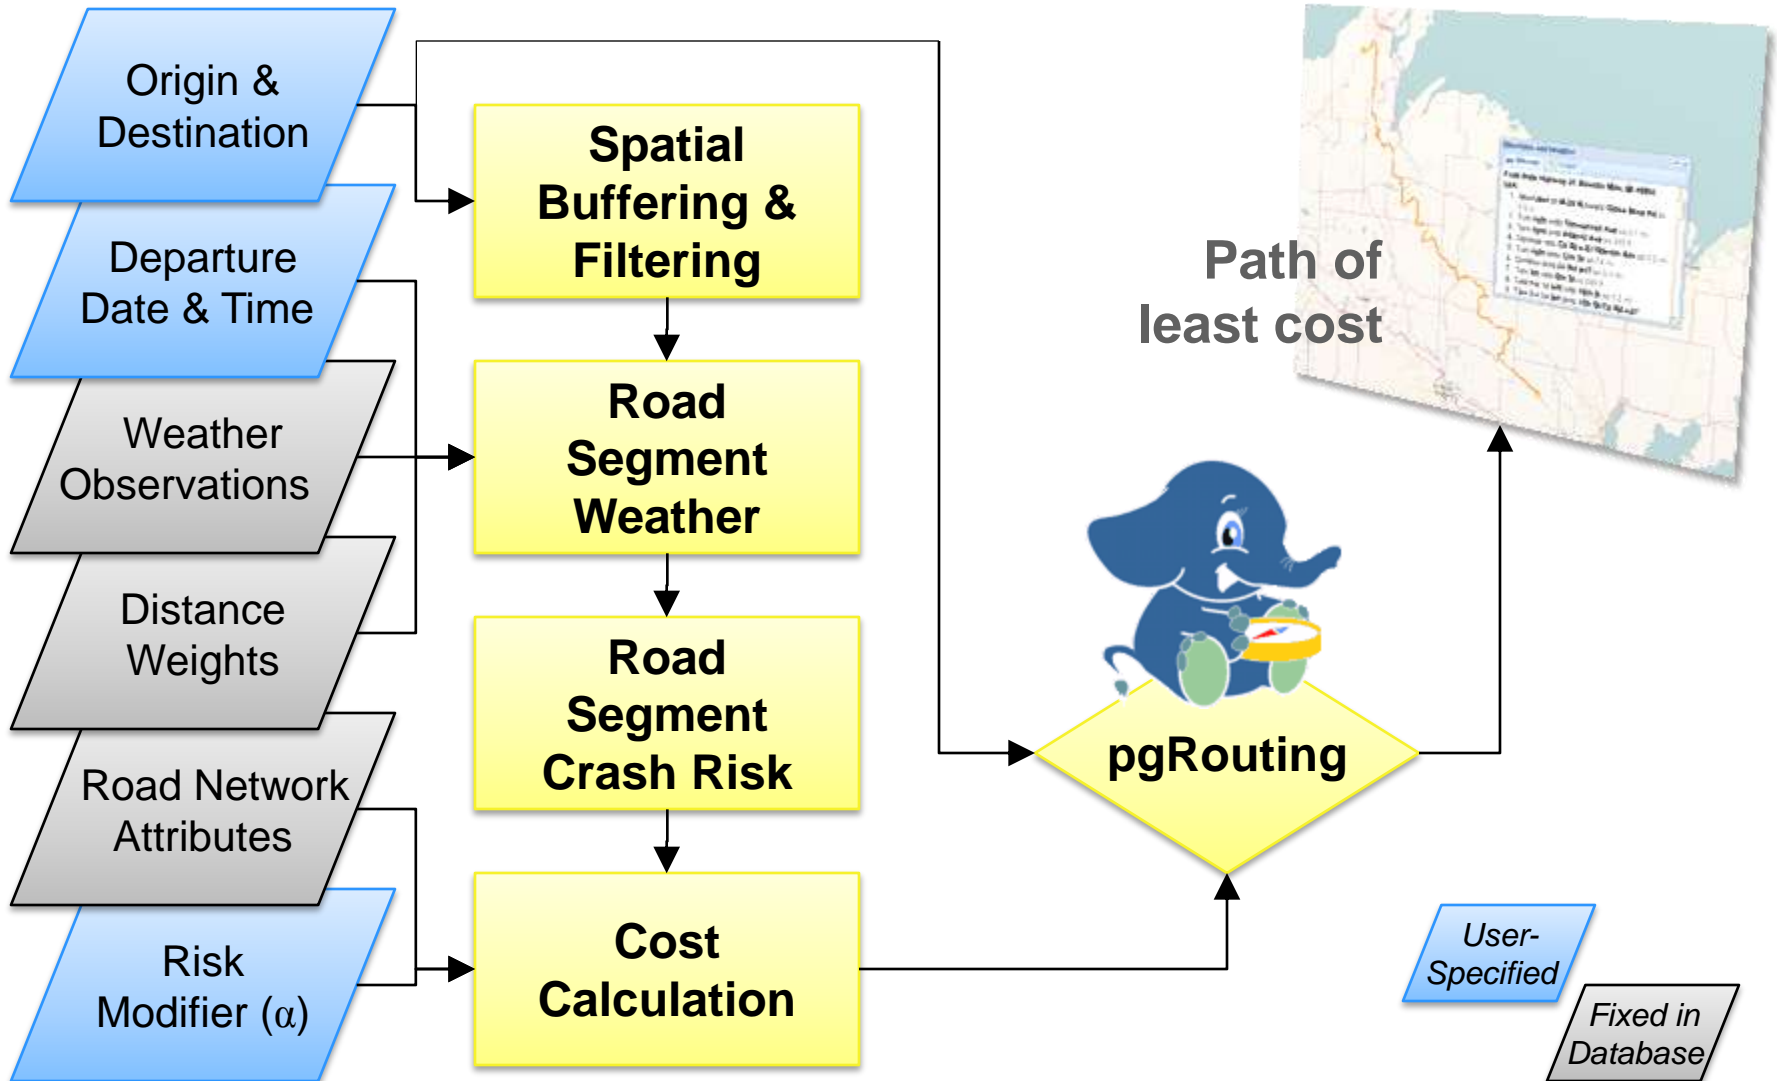 Origin &
Destination
Departure
Date & Time
Weather
Observations
Distance
Weights
Road Network
Attributes
Risk
Modifier (α)
Spatial
Buffering &
Filtering
Road
Segment
Weather
Road
Segment
Crash Risk
Cost
Calculation
pgRouting
Path of
least cost
User-
Specified
Fixed in
Database